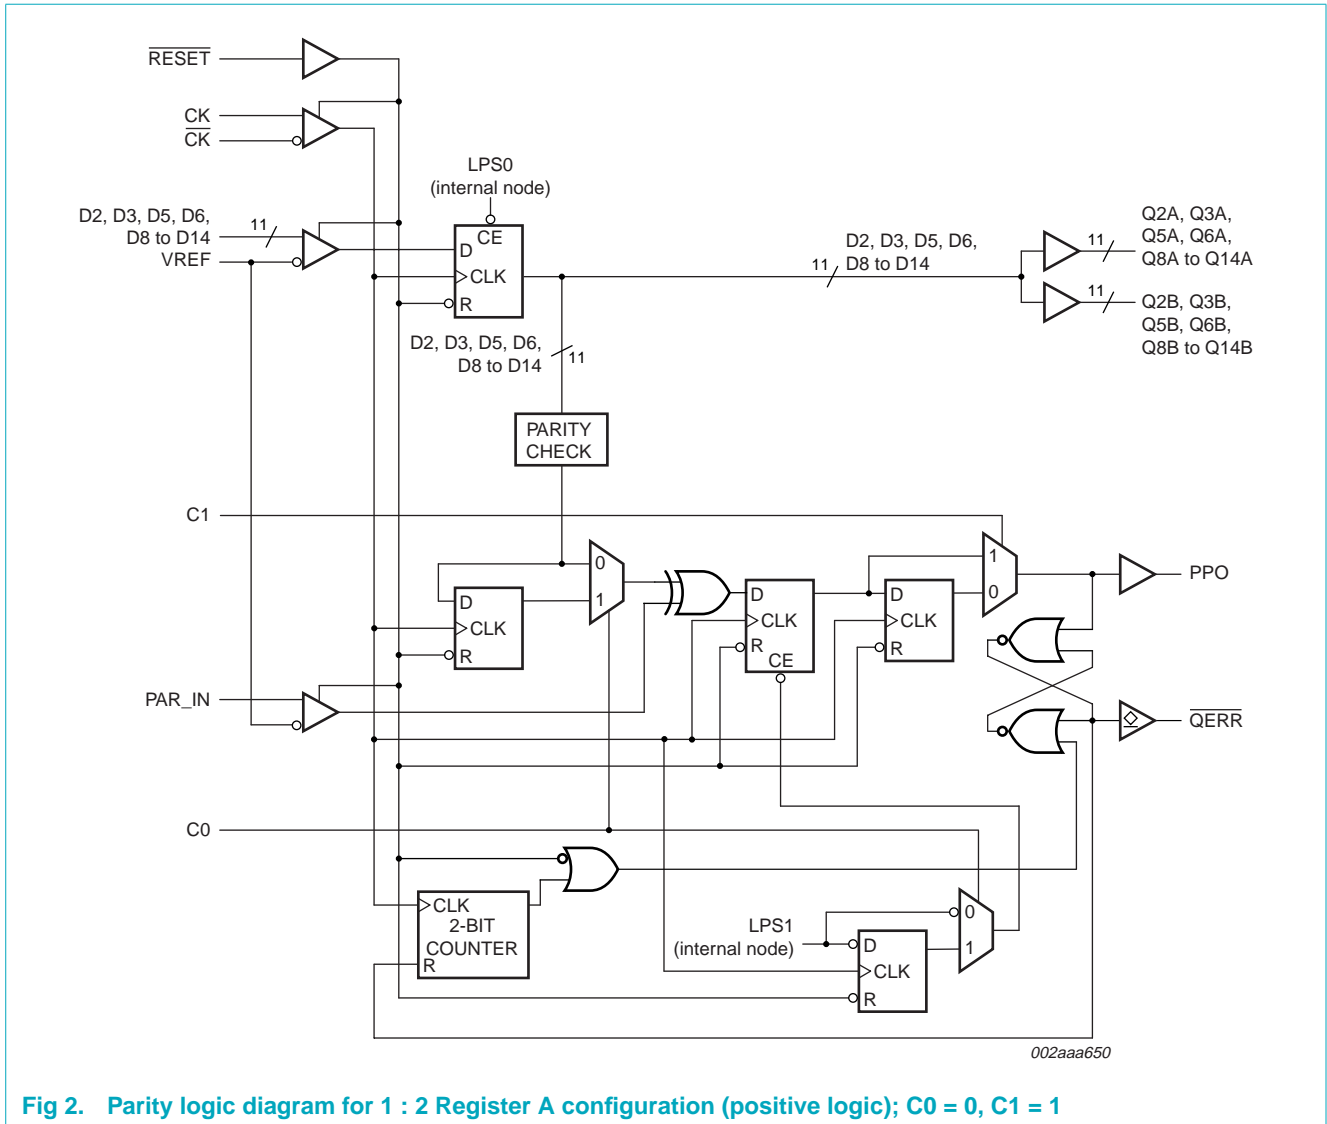 RESET
CK
CK
LPS0
(internal node)
D2, D3, D5, D6,
D8 to D14
11
VREF
CE
D
CLK
R
D2, D3, D5, D6,
D8 to D14
11
11
Q2A, Q3A,
Q5A, Q6A,
Q8A to Q14A
11
Q2B, Q3B,
Q5B, Q6B,
Q8B to Q14B
D2, D3, D5, D6,
D8 to D14
11
PARITY
CHECK
C1
0
1
D
CLK
R
D
CLK
R
CE
D
CLK
R
1
0
PPO
PAR_IN
QERR
C0
CLK
2-BIT
COUNTER
R
LPS1
(internal node)
D
CLK
R
0
1
002aaa650
Fig 2. Parity logic diagram for 1 : 2 Register A configuration (positive logic); C0 = 0, C1 = 1